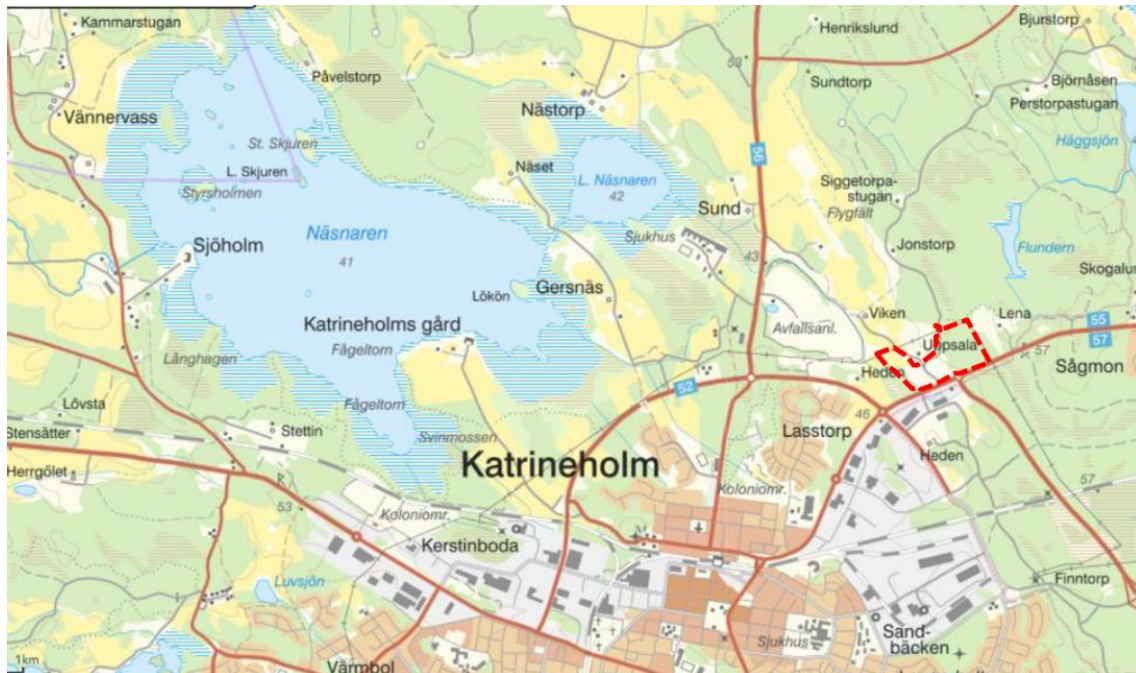 Kammarstugan
Henrikslund
Bjurstorp
Påvelstorp
53
Sundtorp
Björnåsen
Perstorpastugan
Vännervass
Nästorp
St. Skjuren
56
Häggsjön
L. Skjuren
Näset
L. Näsnaren
Siggetorpa-
stugan
Styrsholmen
42
Sund
Flygfält
Näsnaren
Sjukhus
Sjöholm
43
Jonstorp
Flundern
41
Skogalun
Lökön
Gersnäs
Viken
Lena
55
Katrineholms gård
Avfallsanl.
57
Fågeltorn
Uppsala
57
Långhagen
Heden
Sågmon
52
Lövsta
Fågeltorn
46
Stensätter
Stettin
Svinmossen
Lasstorp
Katrineholm
Heden
Herrgölet
Koloniomr.
57
53
Koloniomr.
Kerstinboda
Finntorp
Luvsjön
Sand-
bäcken
Sjukhus
Värmbol
1km